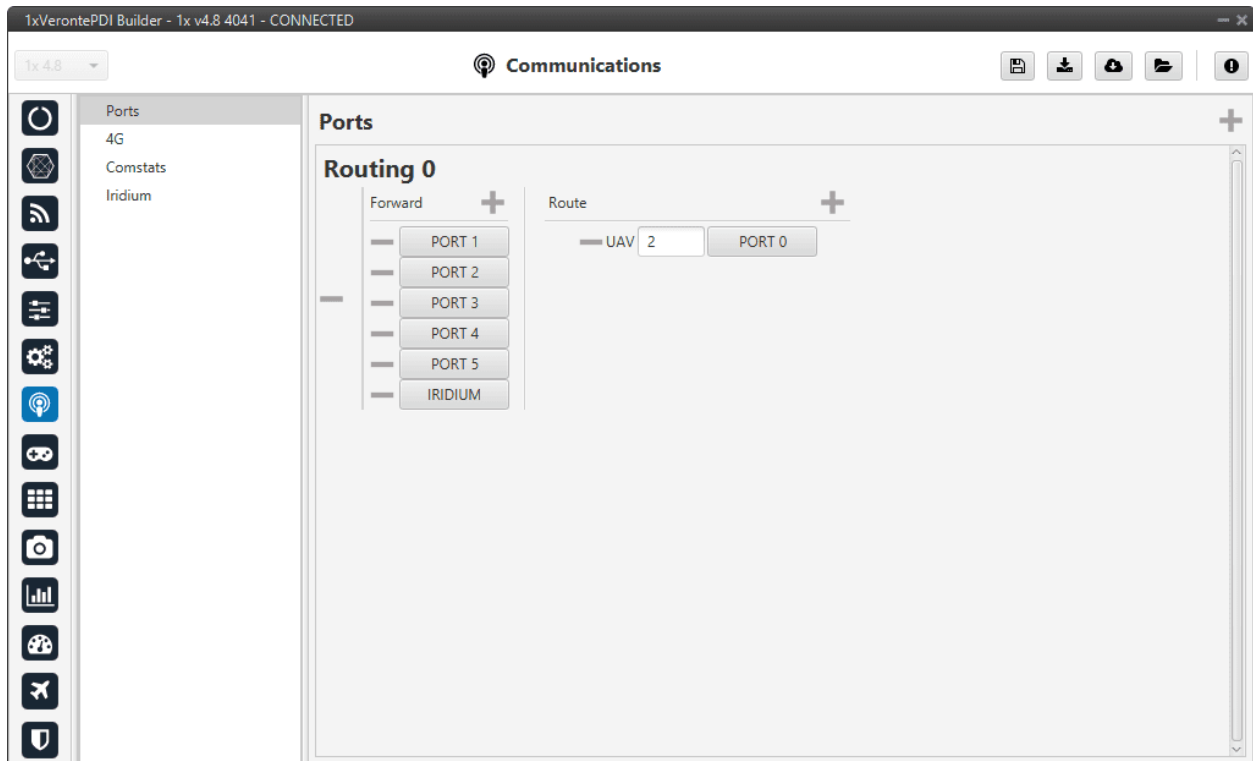 1xVerontePDI Builder - 1x v4.8 4041 - CONNECTED
1x 4.8
Communications
Ports
4G
Comstats
Iridium
Ports
Routing 0
Forward
Route
PORT 1
UAV 2 PORT 0
PORT 2
PORT 3
PORT 4
PORT 5
IRIDIUM